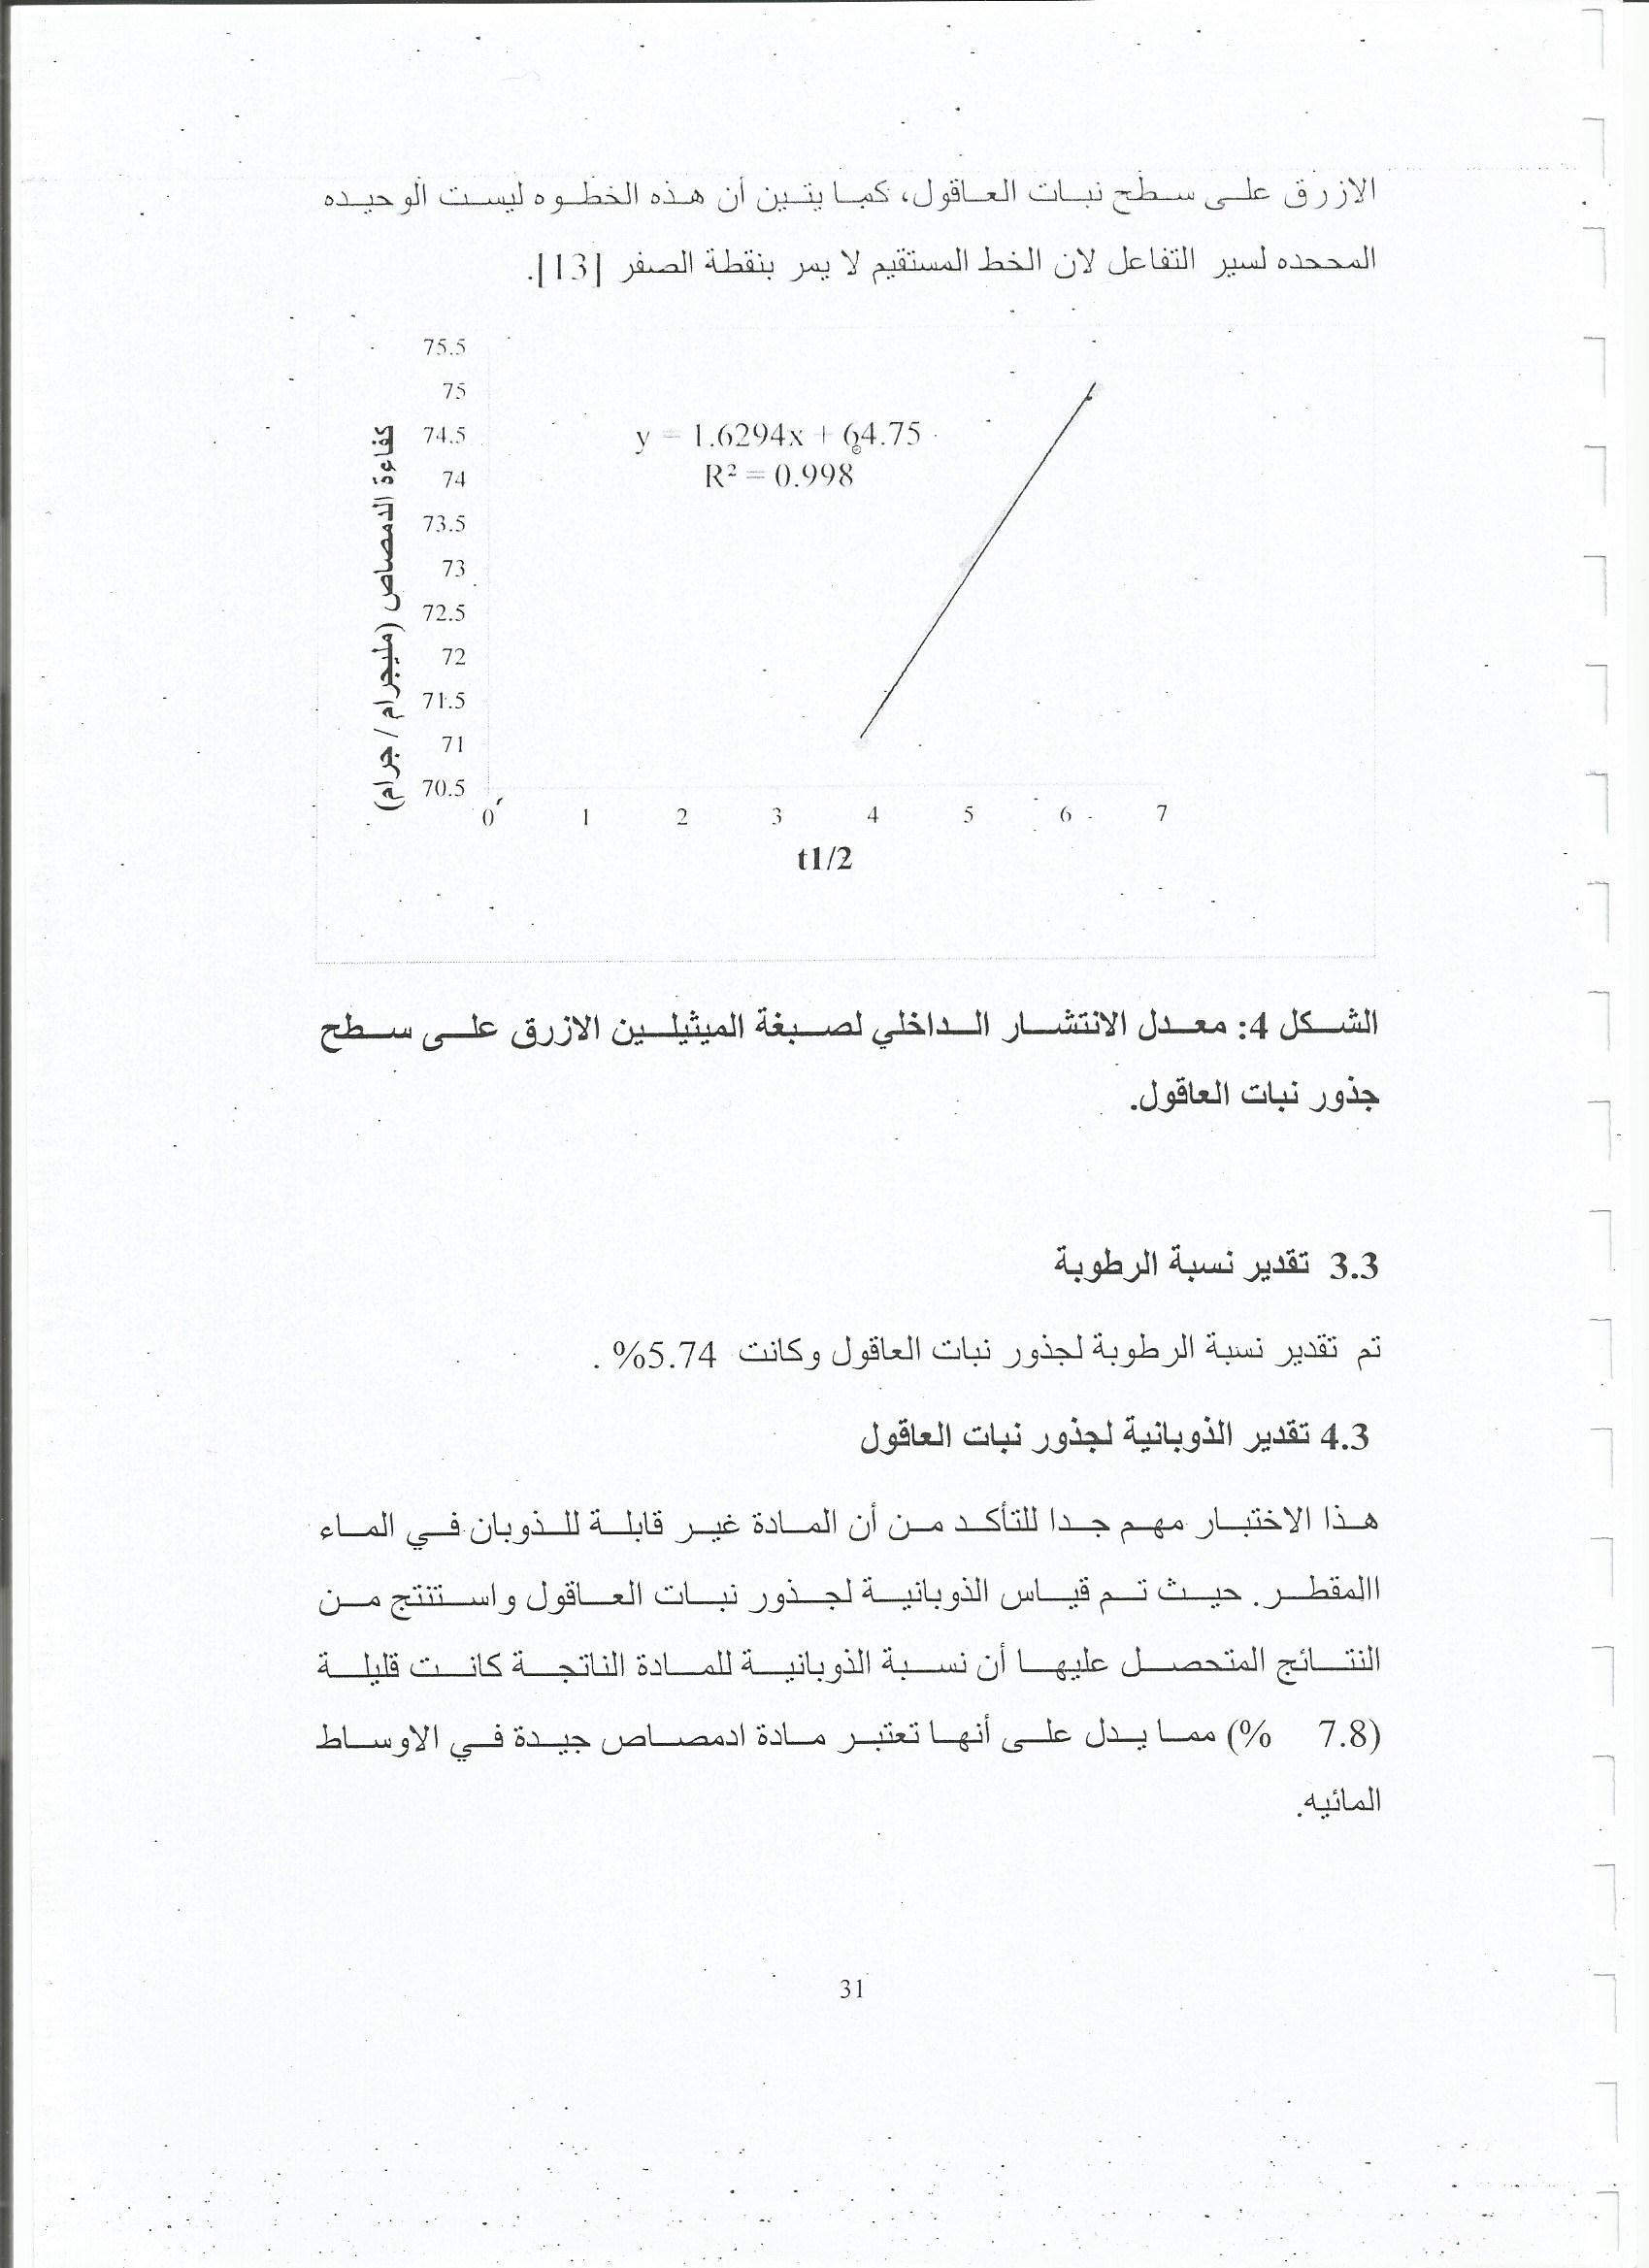 الازرق على سطح نبات العاقول، كما يتبين أن هذه الخطوه ليست الوحيده
المحدده لسير التفاعل لان الخط المستقيم لا يمر بنقطة الصفر [13].
75.5
75
74.5
74
73.5
73
72.5
72
71.5
71
70.5
كفاءة الدمصاص (مليجرام / جرام)
y = 1.6294x + 64.75
R² = 0.998
0 1 2 3 4 5 6 7
t1/2
الشكل 4: معدل الانتشار الداخلي لصبغة الميثيلين الازرق على سطح
جذور نبات العاقول.
3.3 تقدير نسبة الرطوبة
تم تقدير نسبة الرطوبة لجذور نبات العاقول وكانت 5.74% .
4.3 تقدير الذوبانية لجذور نبات العاقول
هذا الاختبار مهم جدا للتأكد من أن المادة غير قابلة للذوبان في الماء
االمقطر. حيث تم قياس الذوبانية لجذور نبات العاقول واستنتج من
النتائج المتحصل عليها أن نسبة الذوبانية للمادة الناتجة كانت قليلة
(7.8 %) مما يدل على أنها تعتبر مادة ادمصاص جيدة في الاوساط
المائيه.
31